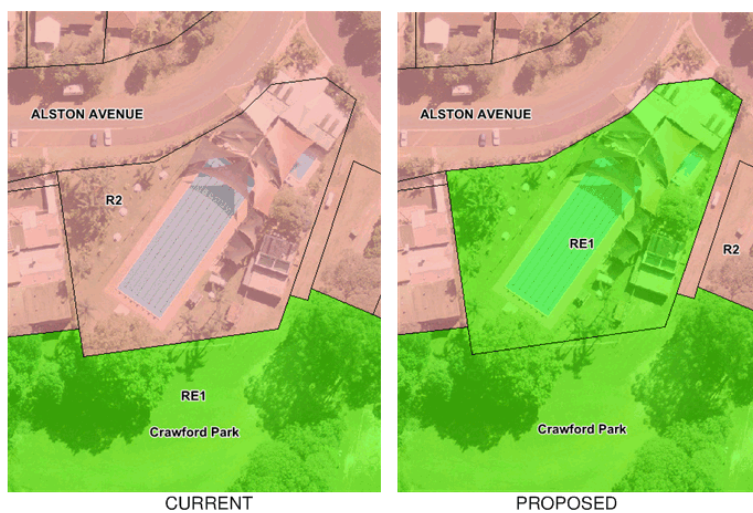 ALSTON AVENUE
R2
RE1
Crawford Park
CURRENT
ALSTON AVENUE
RE1
R2
Crawford Park
PROPOSED